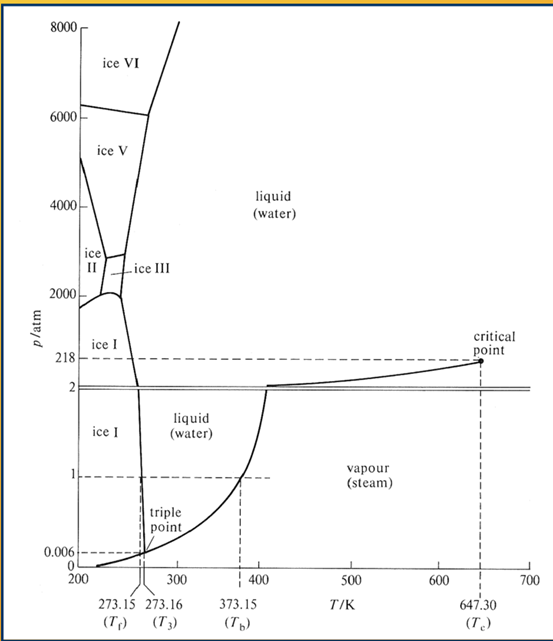 8000
ice VI
6000
ice V
4000
liquid
(water)
ice
II
ice III
2000
p/atm
ice I
critical
point
218
2
ice I
liquid
(water)
vapour
(steam)
1
triple
point
0.006
0
200
300
400
500
600
700
273.15
273.16
373.15
T/K
647.30
(Tf)
(T3)
(Tb)
(Tc)